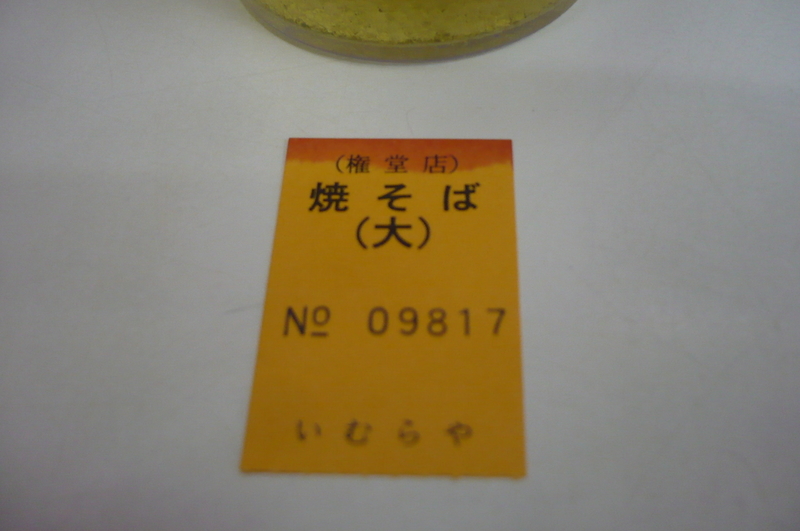 (権堂店)
焼そば
(大)
№ 09817
いむらや